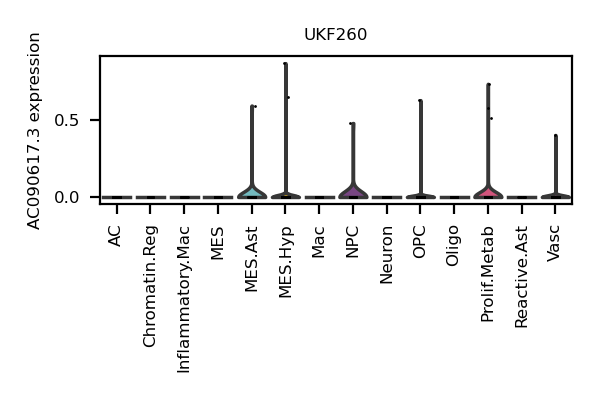 UKF260
AC090617.3 expression
0.5
0.0
AC
Chromatin.Reg
Inflammatory.Mac
MES
MES.Ast
MES.Hyp
Mac
NPC
Neuron
OPC
Oligo
Prolif.Metab
Reactive.Ast
Vasc